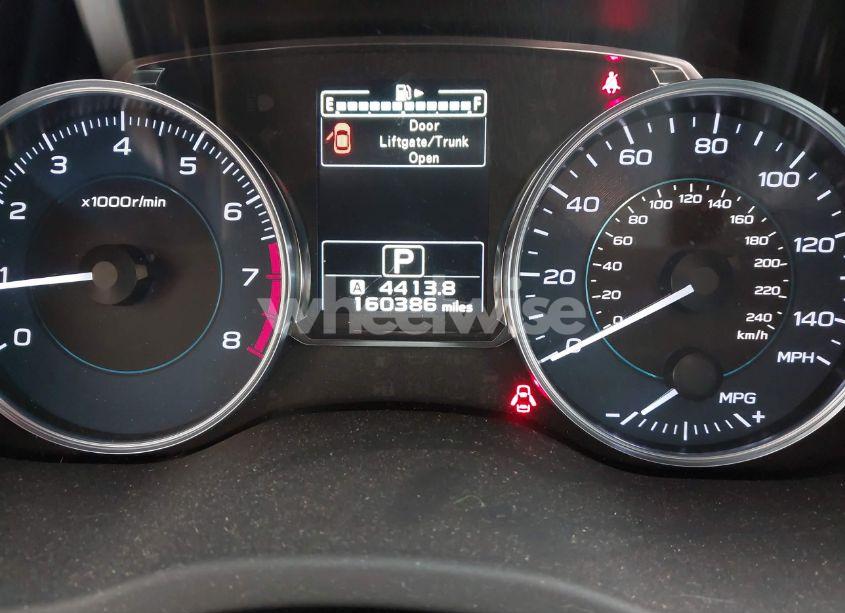 E F
Door
Liftgate/Trunk
Open
P
A 4413.8
160386 miles
0 1 2 3 4 5 6 7 8
x1000r/min
0 20 40 60 80 100 120 140
MPH
0 20 40 60 80 100 120 140 160 180 200 220 240
km/h
MPG
- +
wheelwise